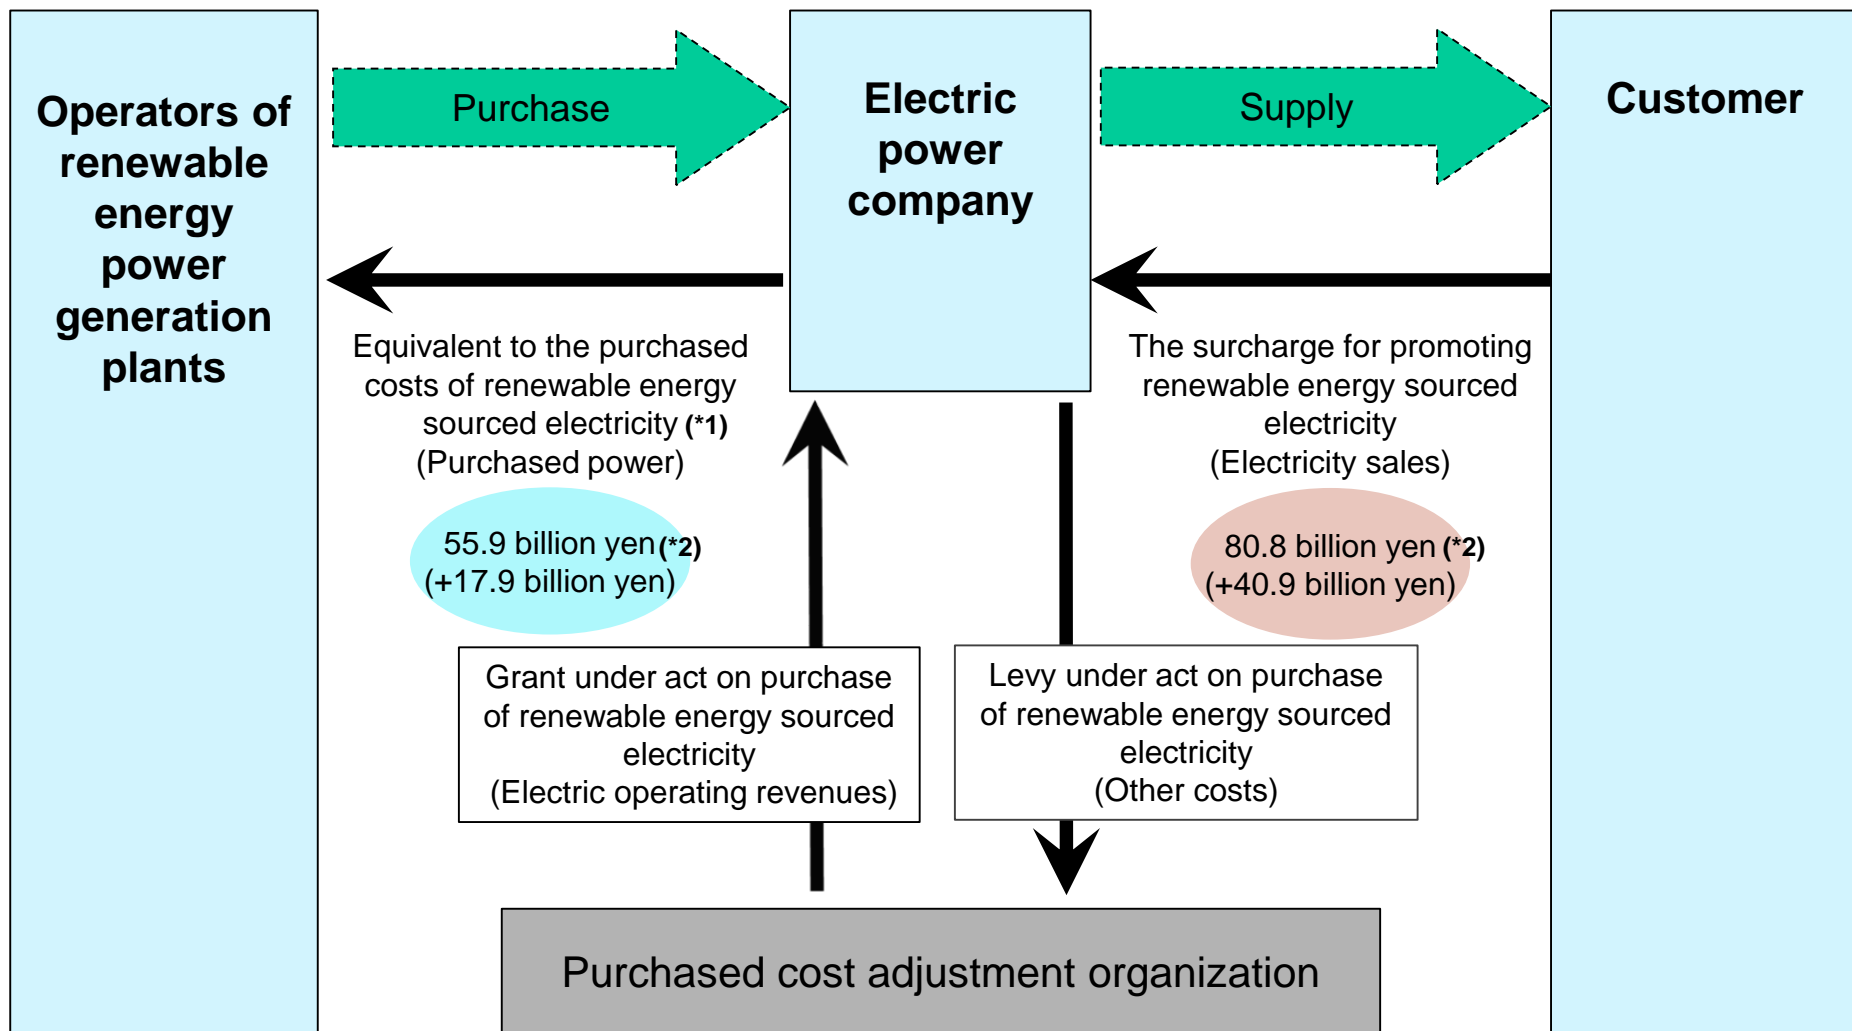 Operators of
renewable
energy
power
generation
plants
Purchase
Electric
power
company
Supply
Customer
Equivalent to the purchased
costs of renewable energy
sourced electricity (*1)
(Purchased power)
55.9 billion yen (*2)
(+17.9 billion yen)
The surcharge for promoting
renewable energy sourced
electricity
(Electricity sales)
80.8 billion yen (*2)
(+40.9 billion yen)
Grant under act on purchase
of renewable energy sourced
electricity
(Electric operating revenues)
Levy under act on purchase
of renewable energy sourced
electricity
(Other costs)
Purchased cost adjustment organization